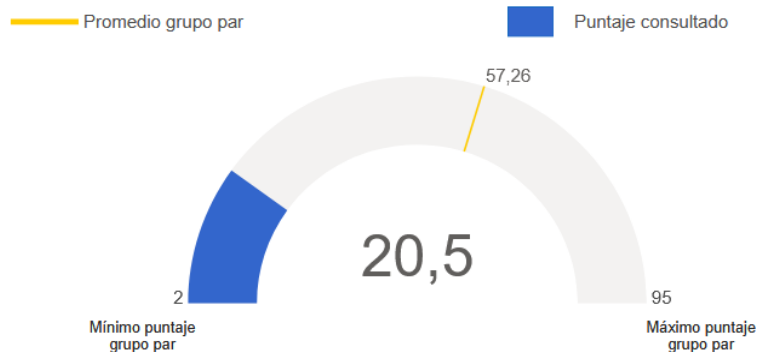 Promedio grupo par
Puntaje consultado
57,26
20,5
2
95
Mínimo puntaje
grupo par
Máximo puntaje
grupo par